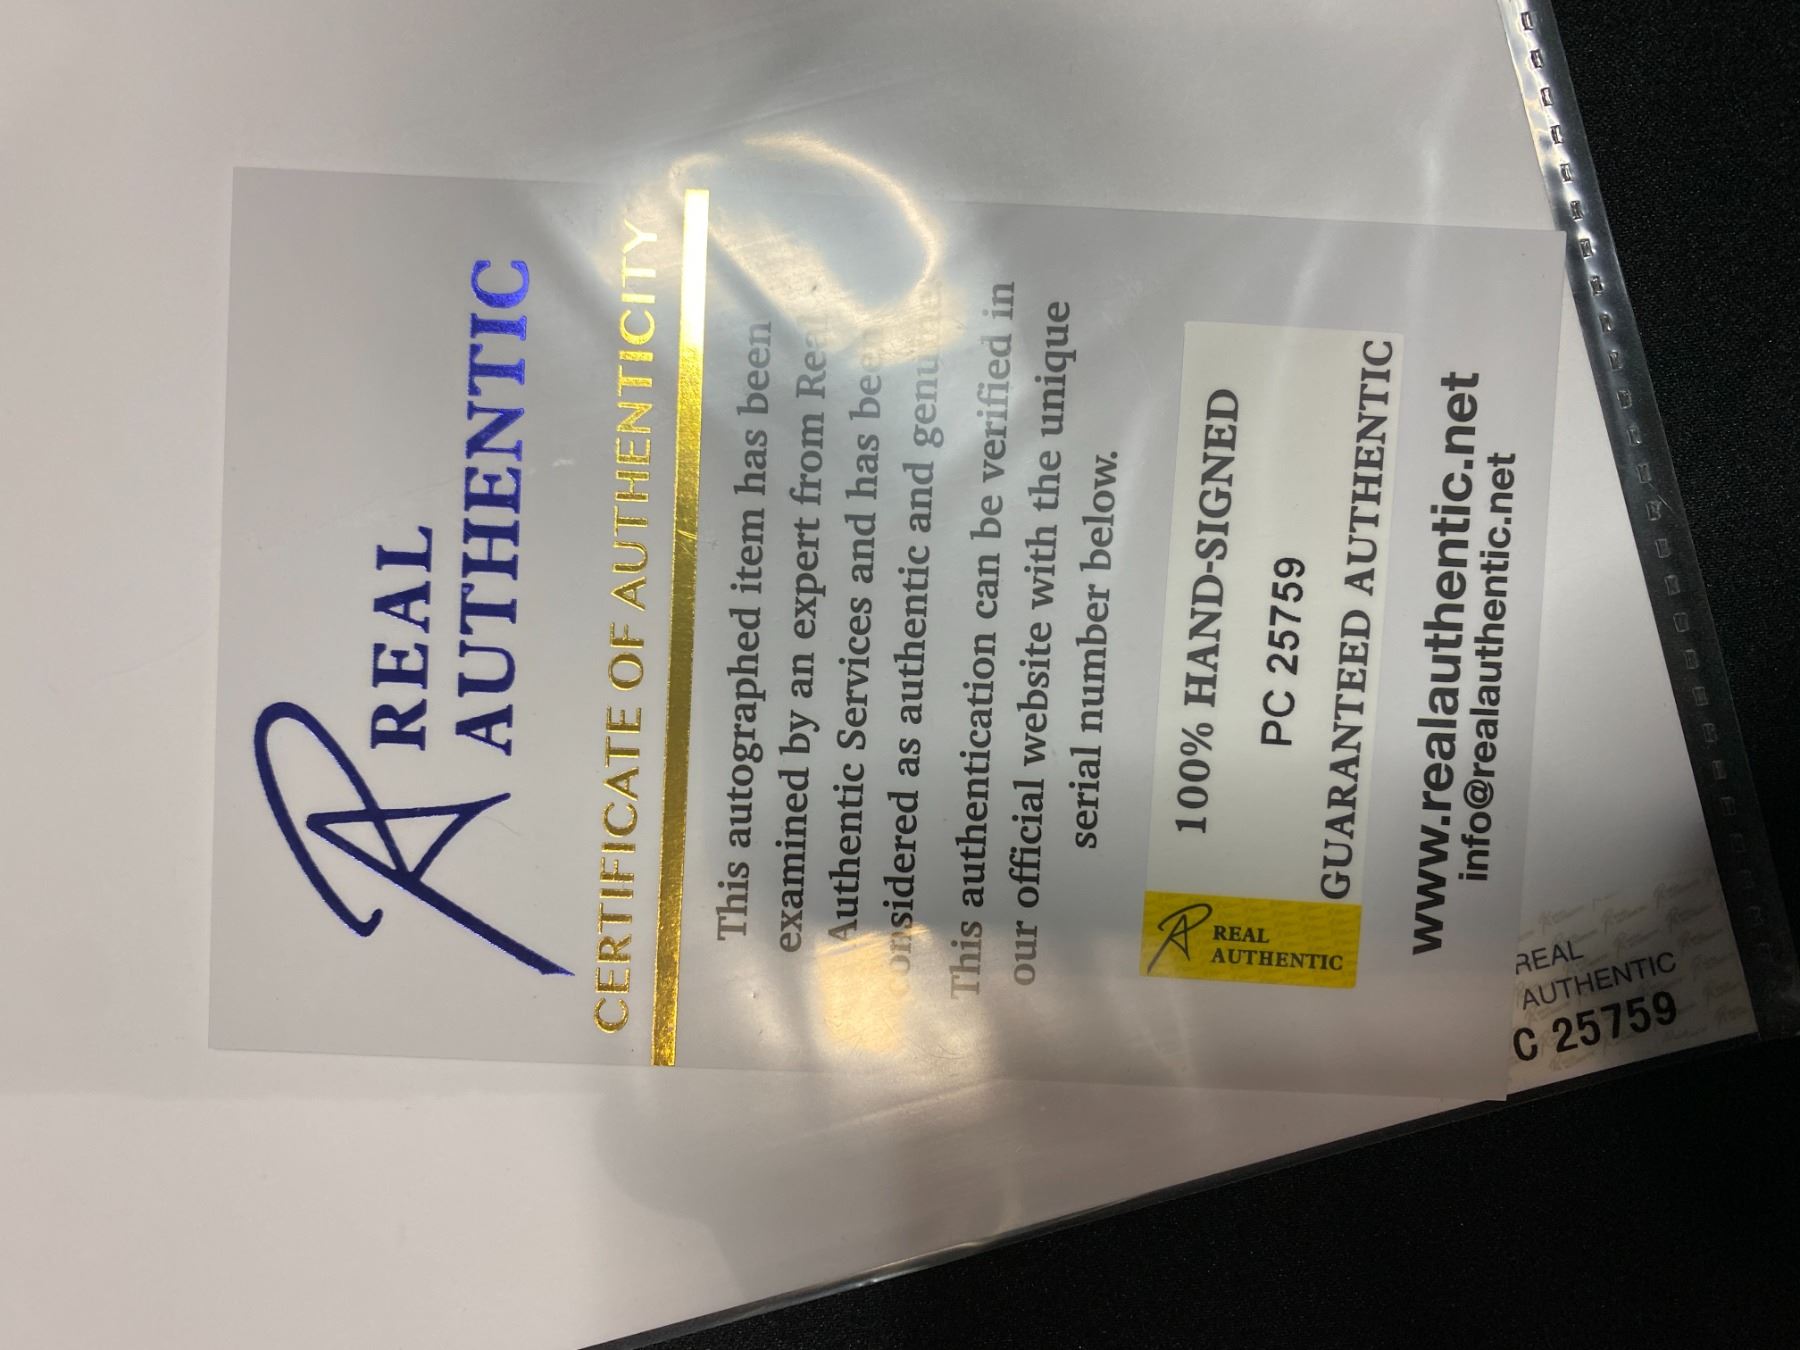 REAL
AUTHENTIC
CERTIFICATE OF AUTHENTICITY
This autographed item has been
examined by an expert from Real
Authentic Services and has been
considered as authentic and genuine.
This authentication can be verified in
our official website with the unique
serial number below.
REAL
AUTHENTIC
100% HAND-SIGNED
PC 25759
GUARANTEED AUTHENTIC
www.realauthentic.net
info@realauthentic.net
REAL
AUTHENTIC
C 25759